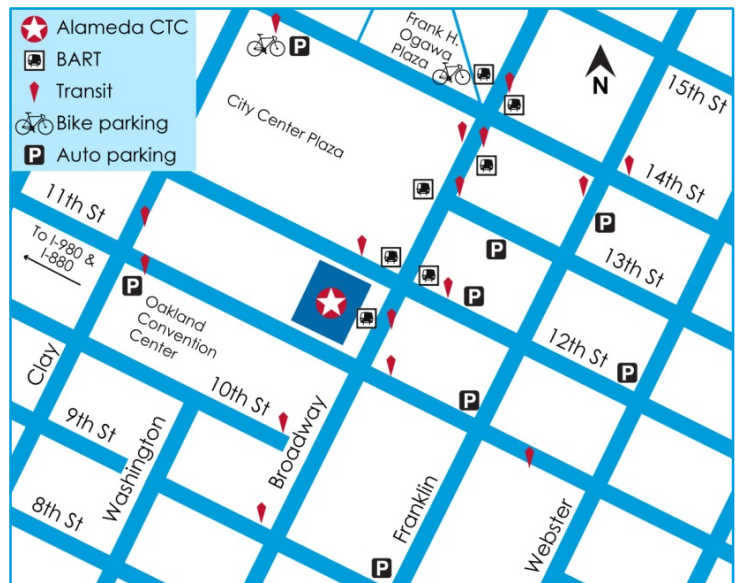 Alameda CTC
BART
Transit
Bike parking
P Auto parking
P
Frank H.
Ogawa
Plaza
N
15th St
City Center Plaza
14th St
11th St
P
13th St
To I-980 &
I-880
P
P
P
Oakland
Convention
Center
12th St
P
Clay
10th St
P
9th St
Washington
Broadway
Franklin
Webster
8th St
P